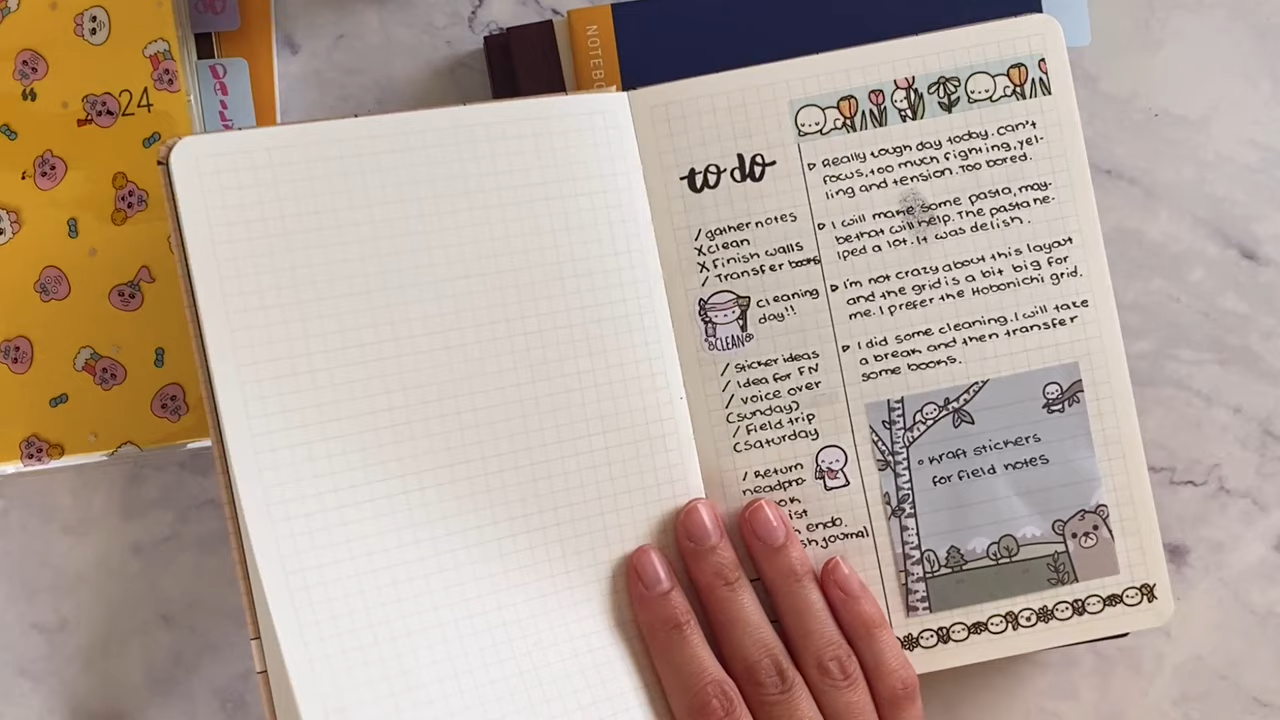 24
DAILY
NOTEBO
to do
/ gather notes
X clean
X Finish walls
/ Transfer books
Cleaning
day!!
CLEAN
/ Sticker ideas
/ Idea for FN
/ voice over
(sunday)
/ Field trip
(Saturday
/ Return
headpho-
ist
endo.
journal
▷ Really tough day today. Can't
focus, too much fighting, yel-
ling and tension. Too bored.
▷ I will make some pasta, may-
be that will help. The pasta he-
lped a lot. It was delish.
▷ I'm not crazy about this layout
and the grid is a bit big for
me. I prefer the Hobonichi grid.
▷ I did some cleaning. I will take
a break and then transfer
some books.
◦ Kraft stickers
for field notes